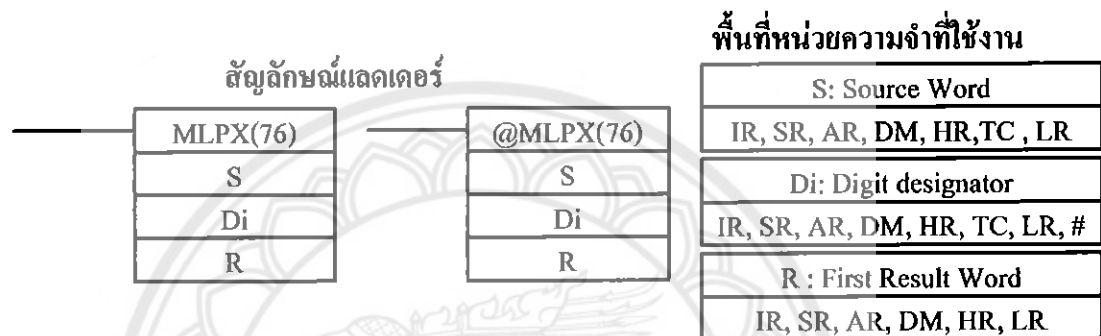 สัญลักษณ์แลดเดอร์
MLPX(76)
S
Di
R
@MLPX(76)
S
Di
R
พื้นที่หน่วยความจำที่ใช้งาน
S: Source Word
IR, SR, AR, DM, HR,TC , LR
Di: Digit designator
IR, SR, AR, DM, HR, TC, LR, #
R : First Result Word
IR, SR, AR, DM, HR, LR